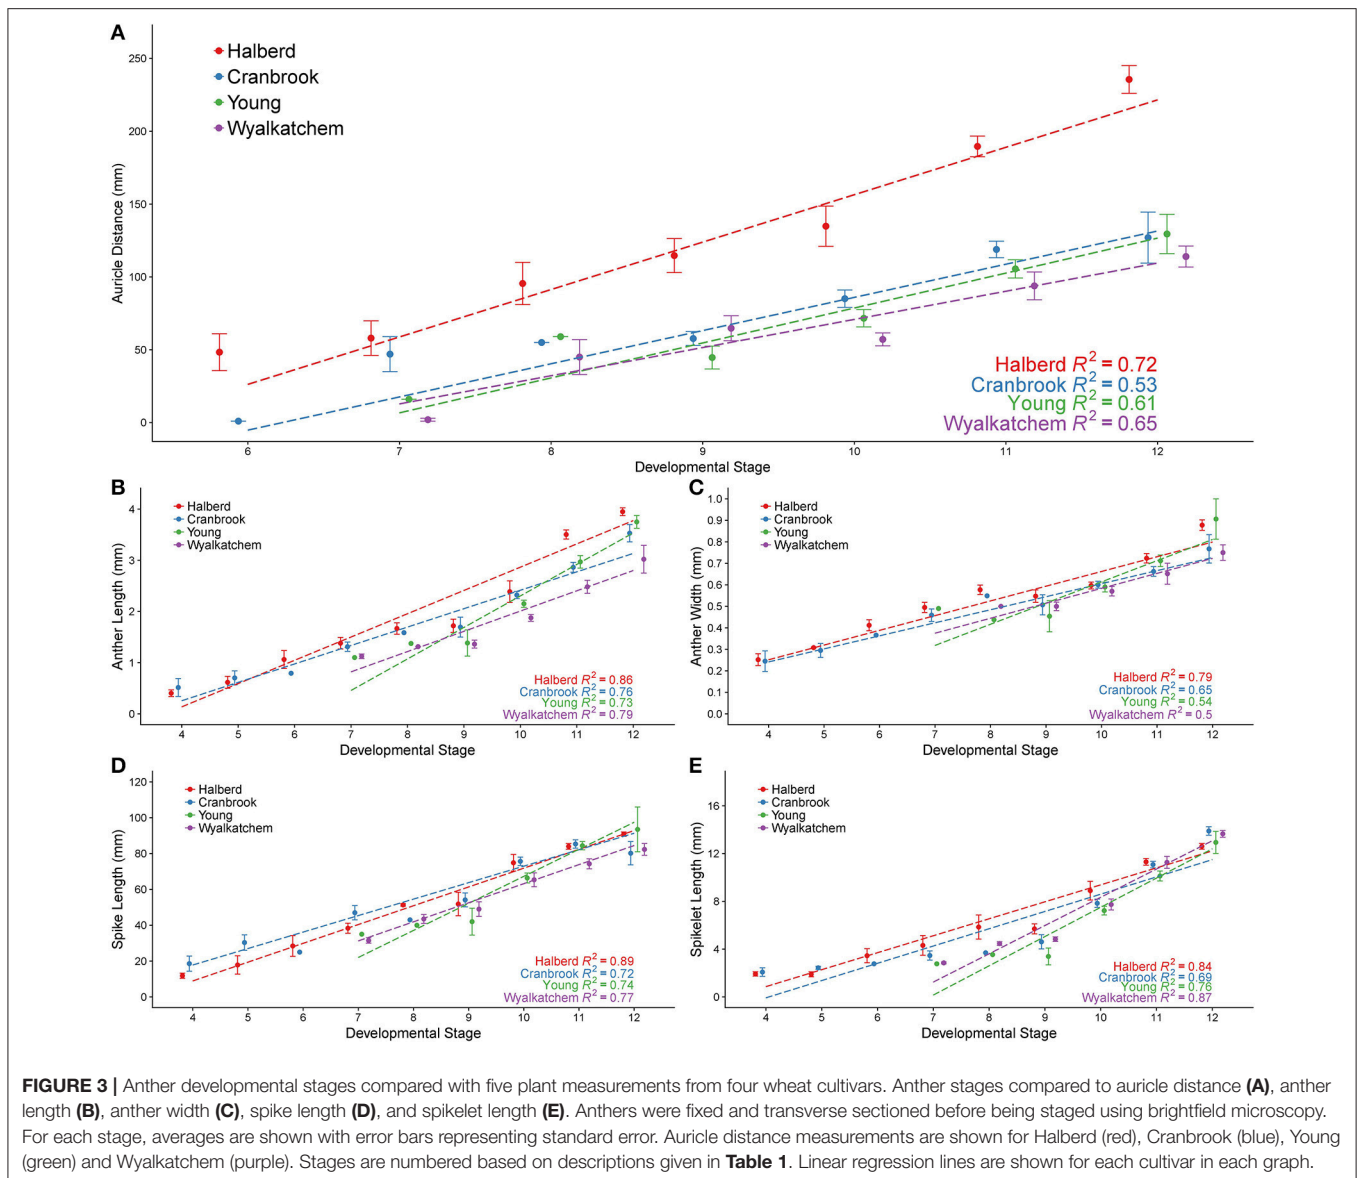 A
Halberd
Cranbrook
Young
Wyalkatchem
250
200
150
100
50
0
Auricle Distance (mm)
Halberd R² = 0.72
Cranbrook R² = 0.53
Young R² = 0.61
Wyalkatchem R² = 0.65
6 7 8 9 10 11 12
Developmental Stage
B
Halberd
Cranbrook
Young
Wyalkatchem
4
3
2
1
0
Anther Length (mm)
Halberd R² = 0.86
Cranbrook R² = 0.76
Young R² = 0.73
Wyalkatchem R² = 0.79
4 5 6 7 8 9 10 11 12
Developmental Stage
C
Halberd
Cranbrook
Young
Wyalkatchem
1.0
0.9
0.8
0.7
0.6
0.5
0.4
0.3
0.2
0.1
0.0
Anther Width (mm)
Halberd R² = 0.79
Cranbrook R² = 0.65
Young R² = 0.54
Wyalkatchem R² = 0.5
4 5 6 7 8 9 10 11 12
Developmental Stage
D
Halberd
Cranbrook
Young
Wyalkatchem
120
100
80
60
40
20
0
Spike Length (mm)
Halberd R² = 0.89
Cranbrook R² = 0.72
Young R² = 0.74
Wyalkatchem R² = 0.77
4 5 6 7 8 9 10 11 12
Developmental Stage
E
Halberd
Cranbrook
Young
Wyalkatchem
16
12
8
4
0
Spikelet Length (mm)
Halberd R² = 0.84
Cranbrook R² = 0.69
Young R² = 0.76
Wyalkatchem R² = 0.87
4 5 6 7 8 9 10 11 12
Developmental Stage
FIGURE 3 | Anther developmental stages compared with five plant measurements from four wheat cultivars. Anther stages compared to auricle distance (A), anther
length (B), anther width (C), spike length (D), and spikelet length (E). Anthers were fixed and transverse sectioned before being staged using brightfield microscopy.
For each stage, averages are shown with error bars representing standard error. Auricle distance measurements are shown for Halberd (red), Cranbrook (blue), Young
(green) and Wyalkatchem (purple). Stages are numbered based on descriptions given in Table 1. Linear regression lines are shown for each cultivar in each graph.